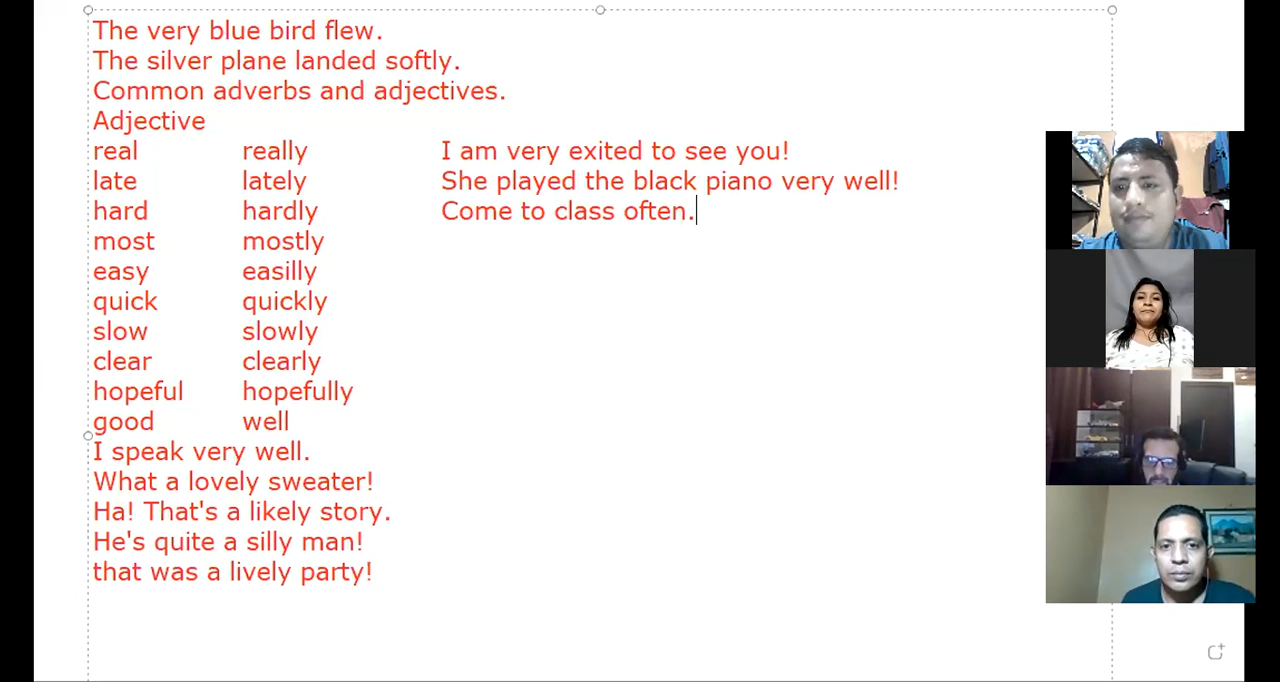 The very blue bird flew.
The silver plane landed softly.
Common adverbs and adjectives.
Adjective
real really I am very exited to see you!
late lately She played the black piano very well!
hard hardly Come to class often.
most mostly
easy easilly
quick quickly
slow slowly
clear clearly
hopeful hopefully
good well
I speak very well.
What a lovely sweater!
Ha! That's a likely story.
He's quite a silly man!
that was a lively party!